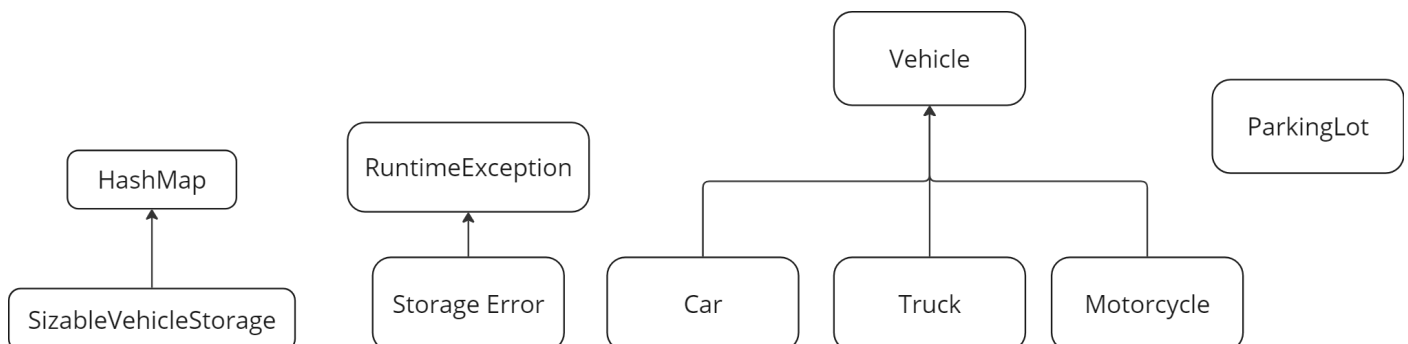 Vehicle
ParkingLot
HashMap
RuntimeException
SizableVehicleStorage
Storage Error
Car
Truck
Motorcycle